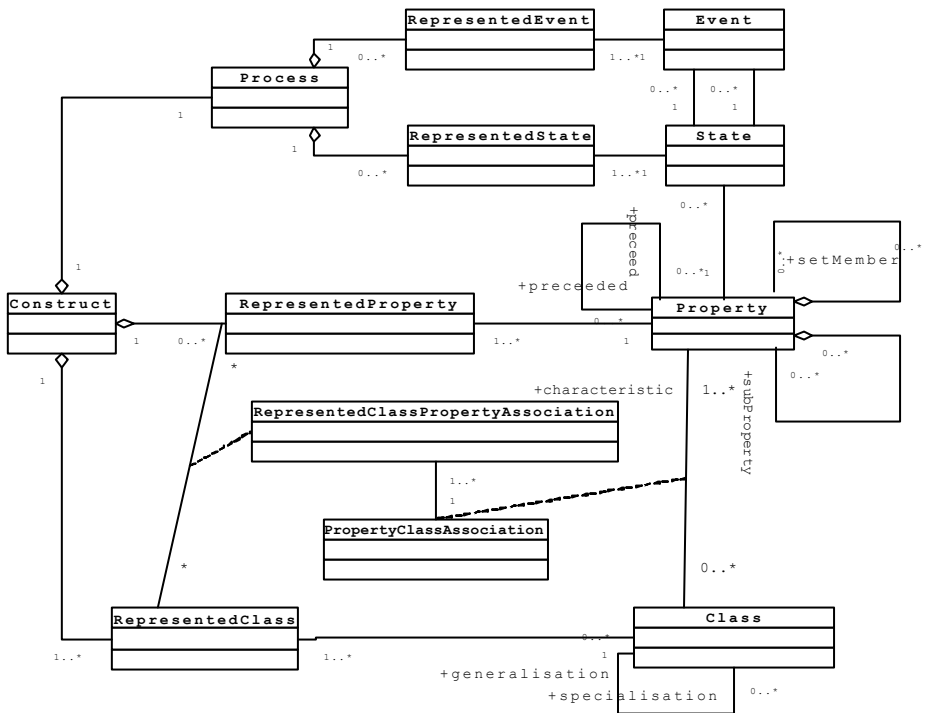 RepresentedEvent
Event
1
0..*
1..*1
Process
0..*
0..*
1
1
1
RepresentedState
State
1
0..*
1..*1
0..*
+preceed
0..*
0..*
+setMember
1
0..*1
+preceeded
Construct
RepresentedProperty
Property
0..*
1
0..*
1..*
1
0..*
*
1
0..*
+characteristic
1..*
+subProperty
RepresentedClassPropertyAssociation
1..*
1
PropertyClassAssociation
*
0..*
RepresentedClass
Class
0..*
1..*
1..*
1
+generalisation
+specialisation
0..*